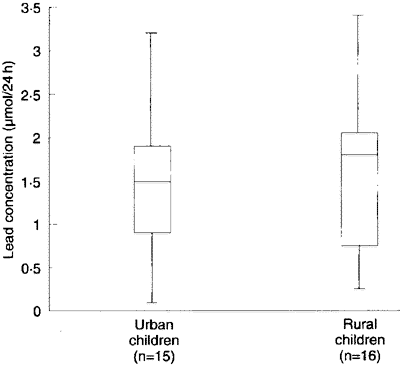 Lead concentration (µmol/24 h)
3·5
3
2·5
2
1·5
1
0·5
0
Urban
children
(n=15)
Rural
children
(n=16)